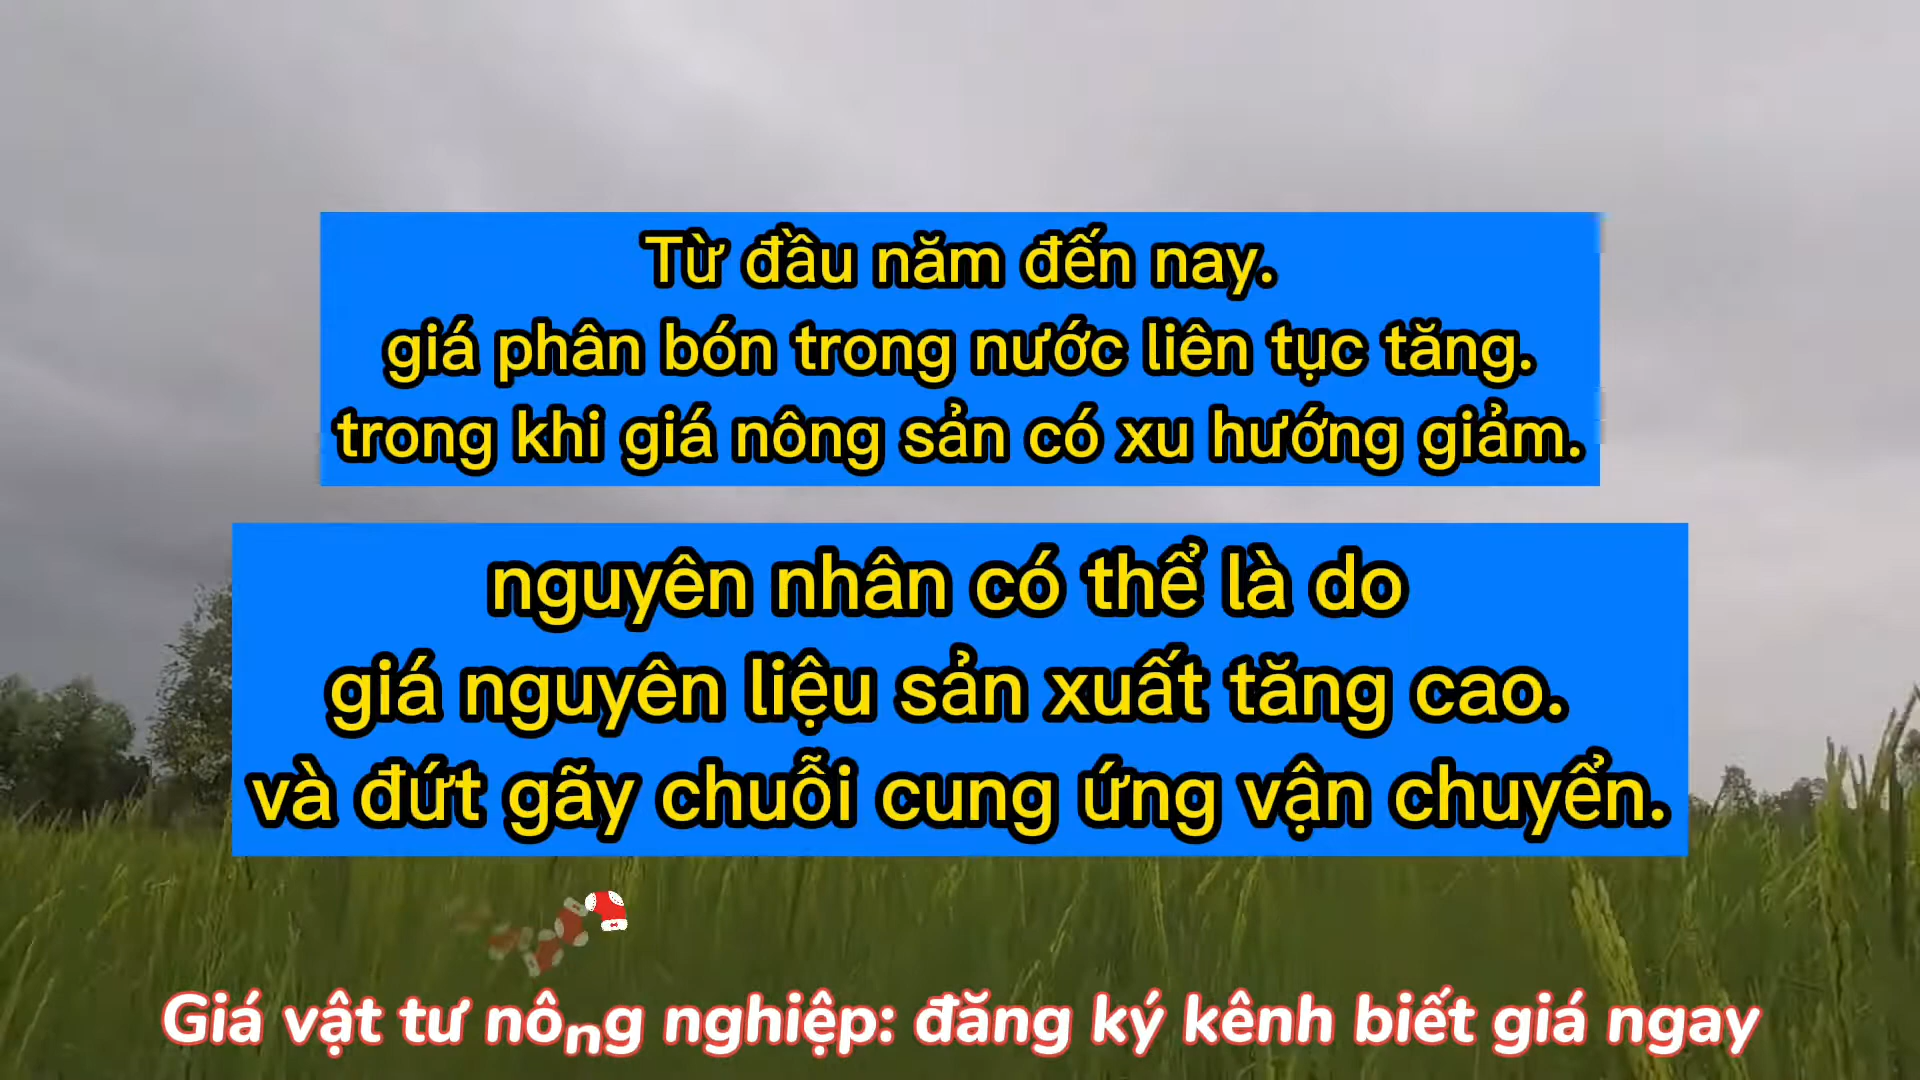 Từ đầu năm đến nay.
giá phân bón trong nước liên tục tăng.
trong khi giá nông sản có xu hướng giảm.
nguyên nhân có thể là do
giá nguyên liệu sản xuất tăng cao.
và đứt gãy chuỗi cung ứng vận chuyển.
Giá vật tư nông nghiệp: đăng ký kênh biết giá ngay